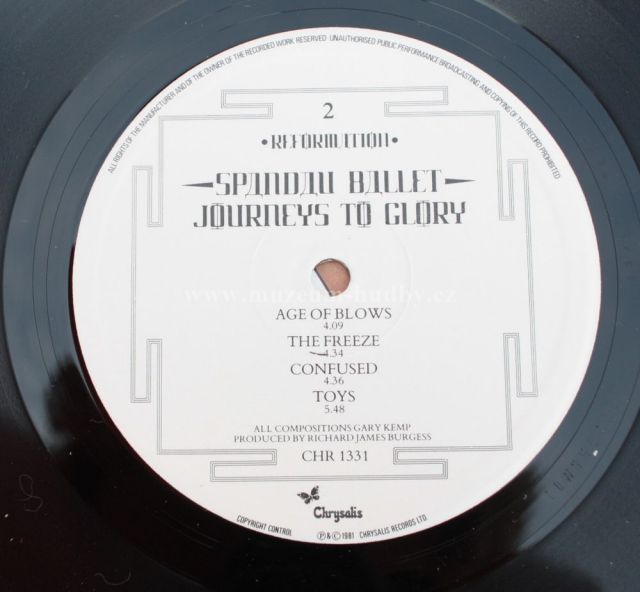 ALL RIGHTS OF THE MANUFACTURER AND OF THE OWNER OF THE RECORDED WORK RESERVED · UNAUTHORISED PUBLIC PERFORMANCE BROADCASTING AND COPYING OF THIS RECORD PROHIBITED
2
•REFORMATION•
SPANDAU BALLET
JOURNEYS TO GLORY
www.muzeum-hudby.cz
AGE OF BLOWS
4.09
THE FREEZE
4.34
CONFUSED
4.36
TOYS
5.48
ALL COMPOSITIONS GARY KEMP
PRODUCED BY RICHARD JAMES BURGESS
CHR 1331
Chrysalis
COPYRIGHT CONTROL ℗ & © 1981 CHRYSALIS RECORDS LTD.